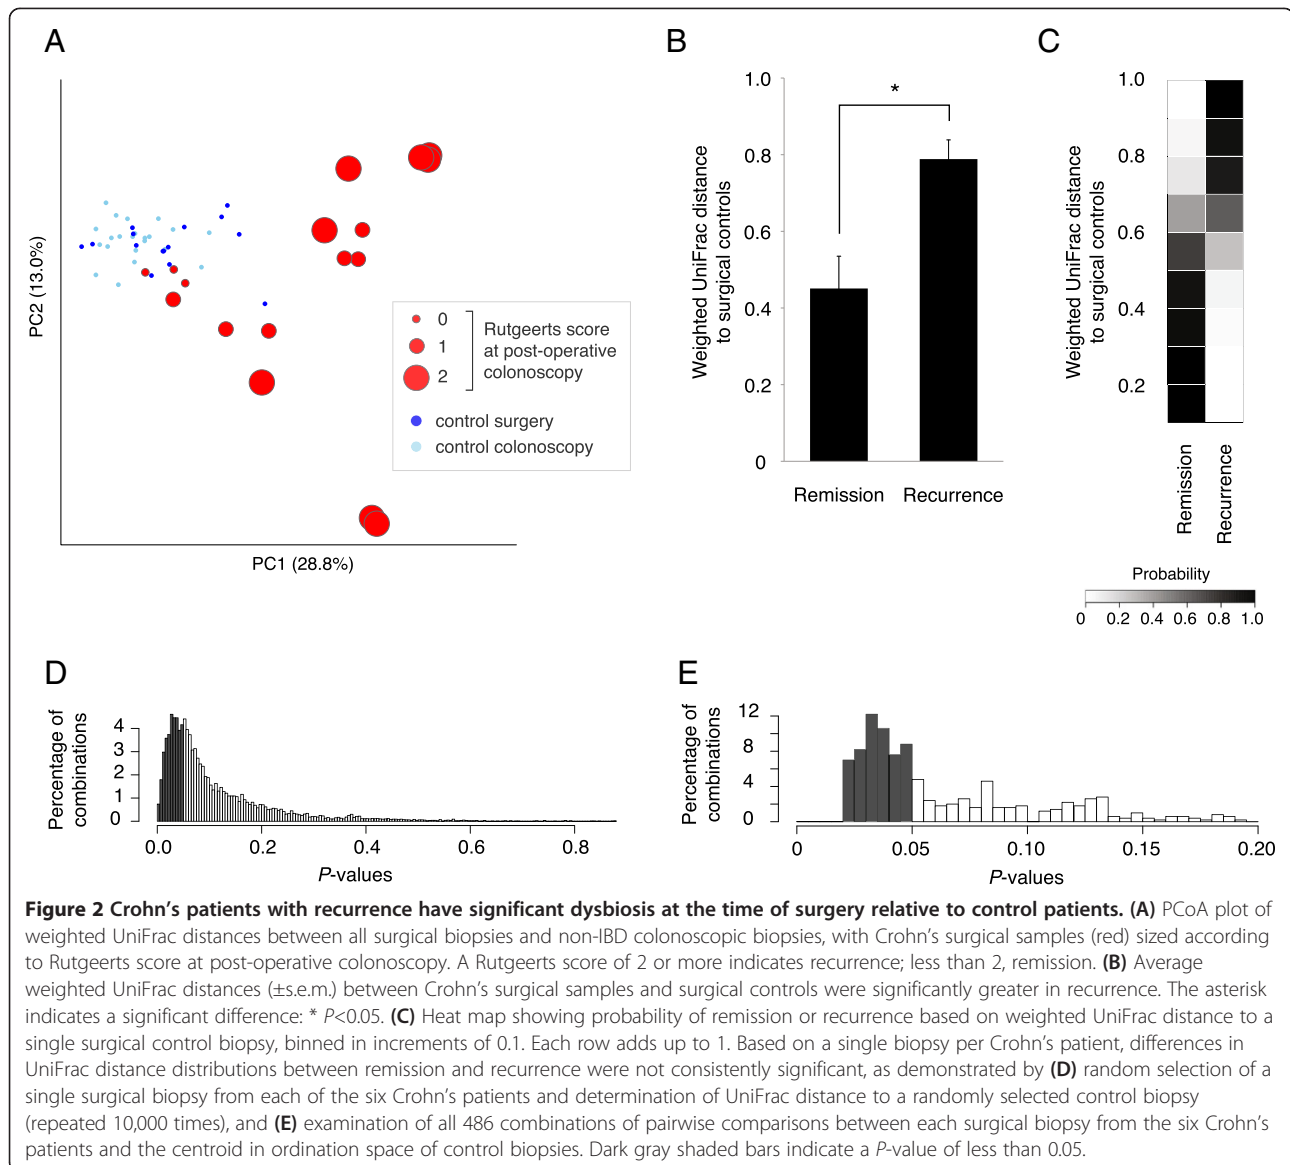 A
PC2 (13.0%)
PC1 (28.8%)
0
1
2
Rutgeerts score
at post-operative
colonoscopy
control surgery
control colonoscopy
B
Weighted UniFrac distance
to surgical controls
1.0
0.8
0.6
0.4
0.2
0
*
Remission
Recurrence
C
Weighted UniFrac distance
to surgical controls
1.0
0.8
0.6
0.4
0.2
Remission
Recurrence
Probability
0 0.2 0.4 0.6 0.8 1.0
D
Percentage of
combinations
4
3
2
1
0
0.0 0.2 0.4 0.6 0.8
P-values
E
Percentage of
combinations
12
8
4
0
0 0.05 0.10 0.15 0.20
P-values
Figure 2 Crohn’s patients with recurrence have significant dysbiosis at the time of surgery relative to control patients. (A) PCoA plot of
weighted UniFrac distances between all surgical biopsies and non-IBD colonoscopic biopsies, with Crohn’s surgical samples (red) sized according
to Rutgeerts score at post-operative colonoscopy. A Rutgeerts score of 2 or more indicates recurrence; less than 2, remission. (B) Average
weighted UniFrac distances (±s.e.m.) between Crohn’s surgical samples and surgical controls were significantly greater in recurrence. The asterisk
indicates a significant difference: * P<0.05. (C) Heat map showing probability of remission or recurrence based on weighted UniFrac distance to a
single surgical control biopsy, binned in increments of 0.1. Each row adds up to 1. Based on a single biopsy per Crohn’s patient, differences in
UniFrac distance distributions between remission and recurrence were not consistently significant, as demonstrated by (D) random selection of a
single surgical biopsy from each of the six Crohn’s patients and determination of UniFrac distance to a randomly selected control biopsy
(repeated 10,000 times), and (E) examination of all 486 combinations of pairwise comparisons between each surgical biopsy from the six Crohn’s
patients and the centroid in ordination space of control biopsies. Dark gray shaded bars indicate a P-value of less than 0.05.